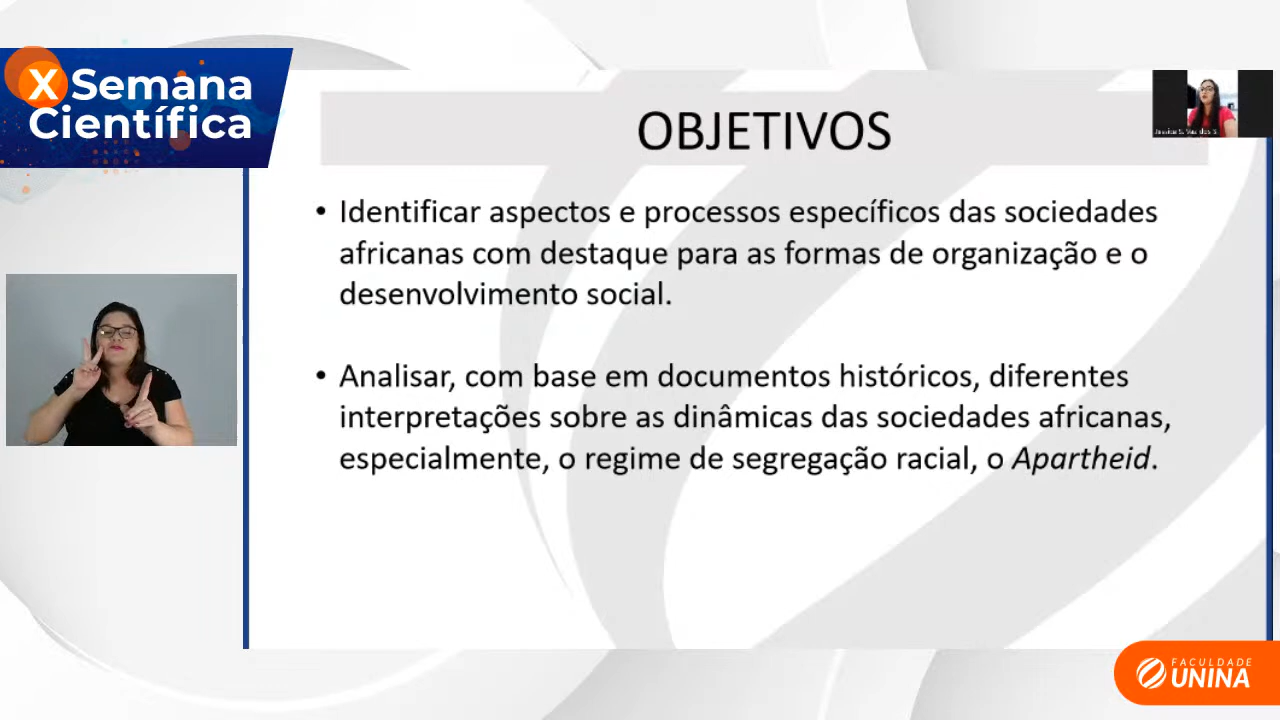 X Semana
Científica
OBJETIVOS
• Identificar aspectos e processos específicos das sociedades
africanas com destaque para as formas de organização e o
desenvolvimento social.
• Analisar, com base em documentos históricos, diferentes
interpretações sobre as dinâmicas das sociedades africanas,
especialmente, o regime de segregação racial, o Apartheid.
FACULDADE
UNINA